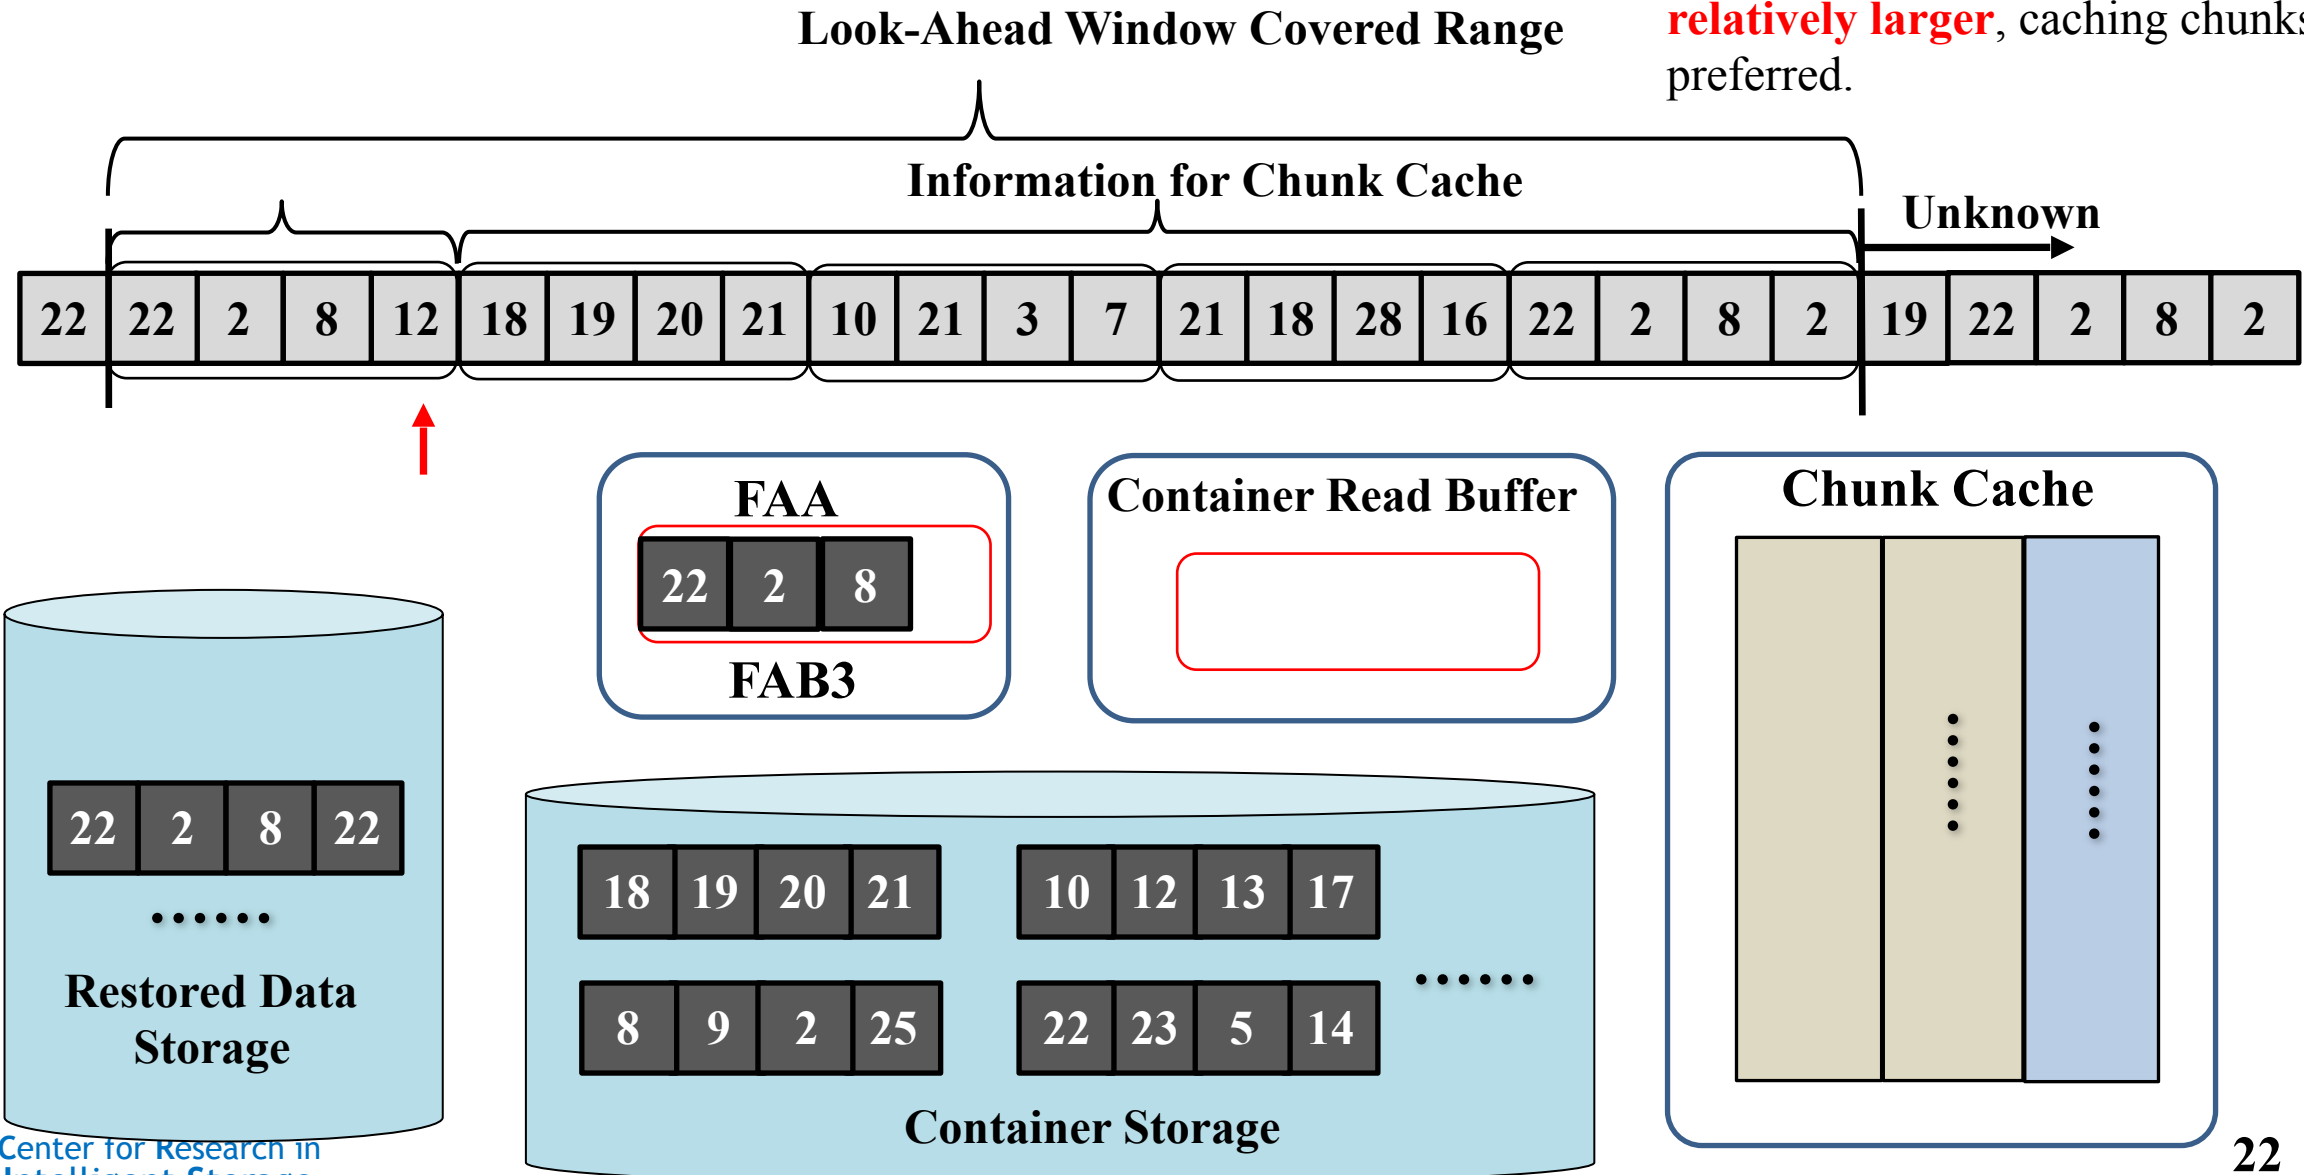 Look-Ahead Window Covered Range
relatively larger, caching chunks
preferred.
Information for Chunk Cache
Unknown
22 22 2 8 12 18 19 20 21 10 21 3 7 21 18 28 16 22 2 8 2 19 22 2 8 2
FAA
22 2 8
FAB3
Container Read Buffer
Chunk Cache
22 2 8 22
......
Restored Data
Storage
18 19 20 21
10 12 13 17
8 9 2 25
22 23 5 14
......
Container Storage
Center for Research in
Intelligent Storage
22